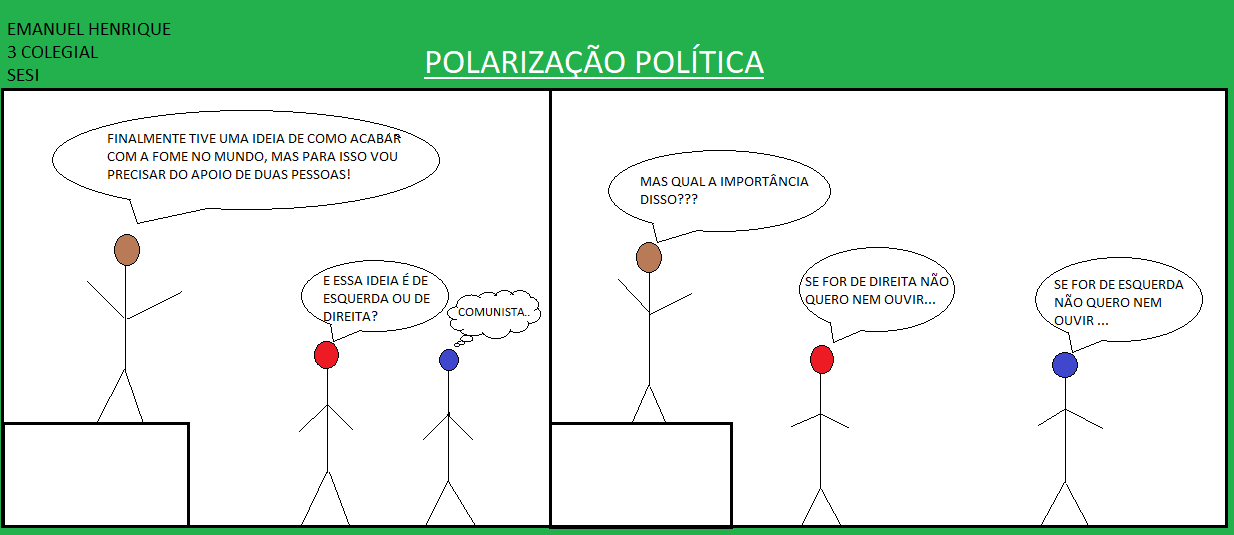 EMANUEL HENRIQUE
3 COLEGIAL
SESI
POLARIZAÇÃO POLÍTICA
FINALMENTE TIVE UMA IDEIA DE COMO ACABAR
COM A FOME NO MUNDO, MAS PARA ISSO VOU
PRECISAR DO APOIO DE DUAS PESSOAS!
E ESSA IDEIA É DE
ESQUERDA OU DE
DIREITA?
COMUNISTA..
MAS QUAL A IMPORTÂNCIA
DISSO???
SE FOR DE DIREITA NÃO
QUERO NEM OUVIR...
SE FOR DE ESQUERDA
NÃO QUERO NEM
OUVIR ...